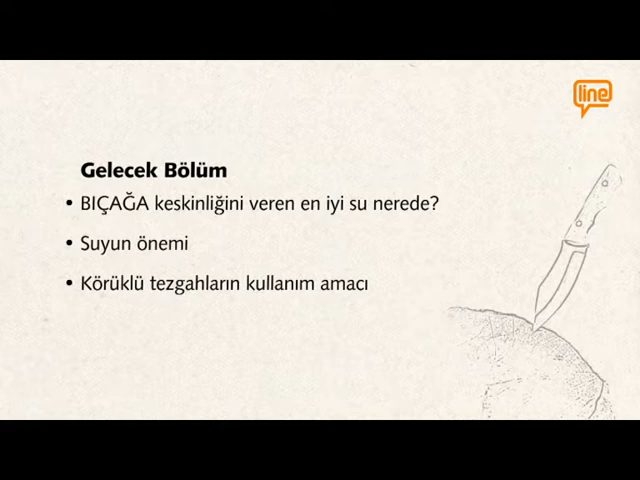 line
Gelecek Bölüm
• BIÇAĞA keskinliğini veren en iyi su nerede?
• Suyun önemi
• Körüklü tezgahların kullanım amacı